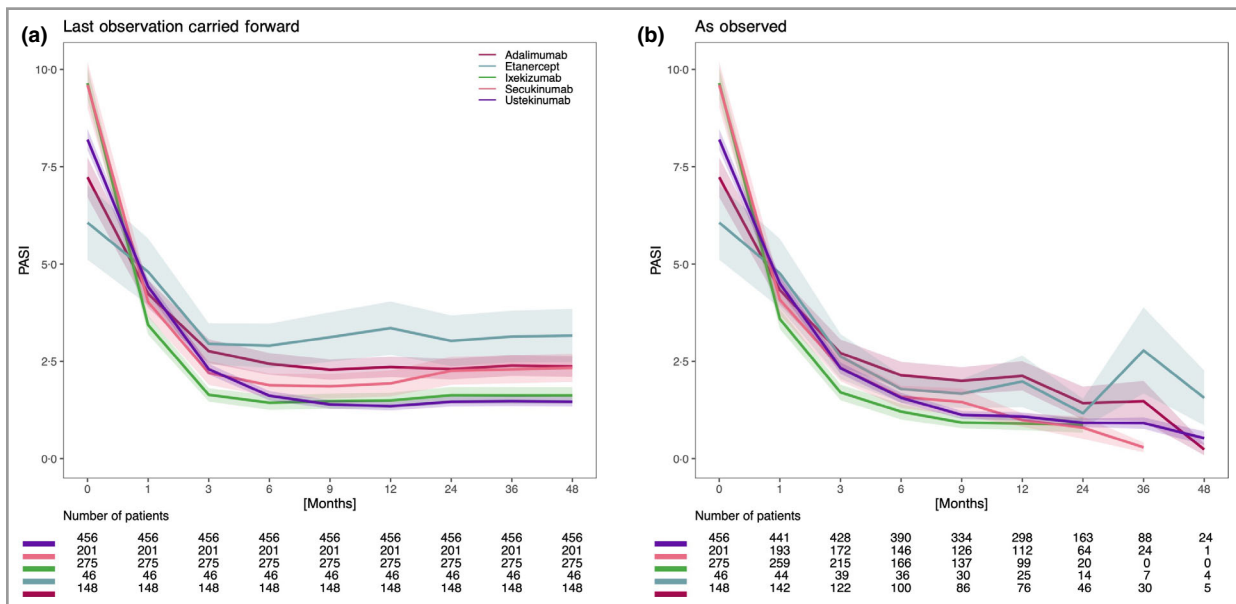 (a) Last observation carried forward
10·0
7·5
5·0
2·5
0·0
PASI
Adalimumab
Etanercept
Ixekizumab
Secukinumab
Ustekinumab
0 1 3 6 9 12 24 36 48
[Months]
Number of patients
456 456 456 456 456 456 456 456 456
201 201 201 201 201 201 201 201 201
275 275 275 275 275 275 275 275 275
46 46 46 46 46 46 46 46 46
148 148 148 148 148 148 148 148 148
(b) As observed
10·0
7·5
5·0
2·5
0·0
PASI
0 1 3 6 9 12 24 36 48
[Months]
Number of patients
456 441 428 390 334 298 163 88 24
201 193 172 146 126 112 64 24 1
275 259 215 166 137 99 20 0 0
46 44 39 36 30 25 14 7 4
148 142 122 100 86 76 46 30 5